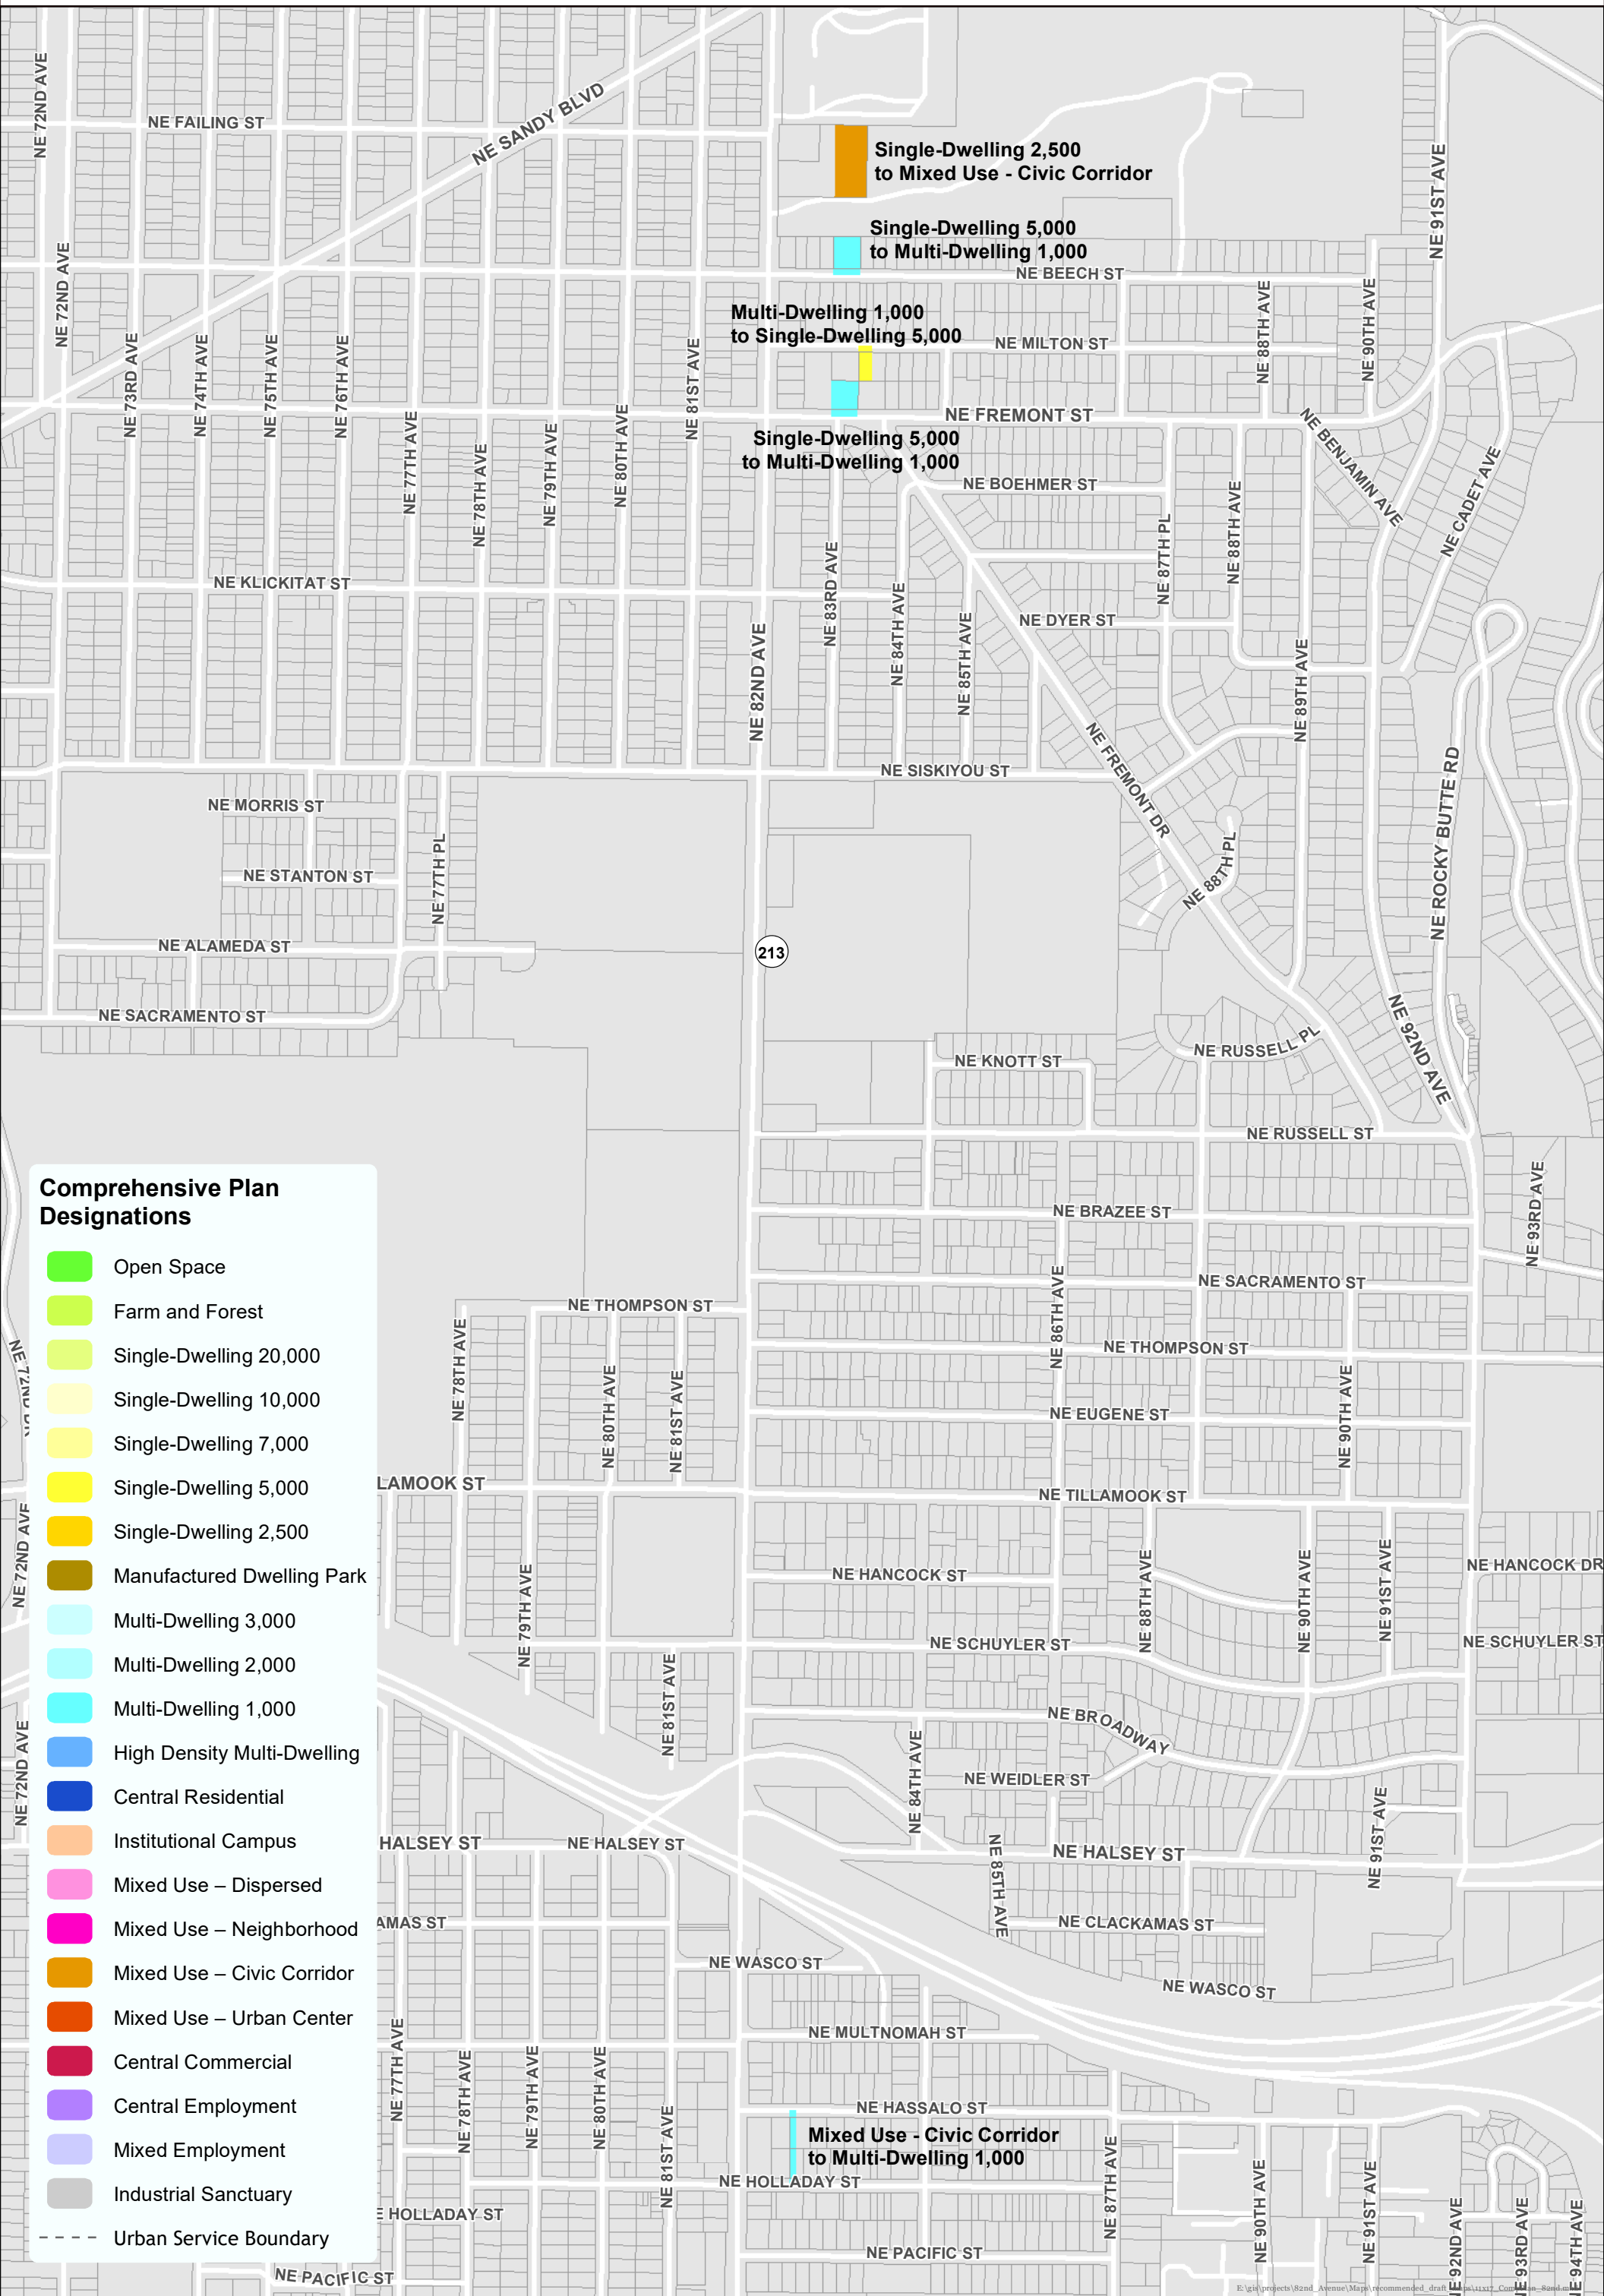 NE 72ND AVE
NE FAILING ST
NE SANDY BLVD
Single-Dwelling 2,500
to Mixed Use - Civic Corridor
NE 91ST AVE
Single-Dwelling 5,000
to Multi-Dwelling 1,000
NE BEECH ST
NE 72ND AVE
Multi-Dwelling 1,000
to Single-Dwelling 5,000
NE MILTON ST
NE 88TH AVE
NE 90TH AVE
NE 73RD AVE
NE 74TH AVE
NE 75TH AVE
NE 76TH AVE
NE 77TH AVE
NE 78TH AVE
NE 79TH AVE
NE 80TH AVE
NE 81ST AVE
NE FREMONT ST
NE BENJAMIN AVE
NE CADET AVE
Single-Dwelling 5,000
to Multi-Dwelling 1,000
NE BOEHMER ST
NE 87TH PL
NE 88TH AVE
NE KLICKITAT ST
NE 83RD AVE
NE 84TH AVE
NE 85TH AVE
NE DYER ST
NE 82ND AVE
NE 89TH AVE
NE FREMONT DR
NE SISKIYOU ST
NE ROCKY BUTTE RD
NE MORRIS ST
NE STANTON ST
NE 77TH PL
NE 88TH PL
NE ALAMEDA ST
213
NE SACRAMENTO ST
NE 92ND AVE
NE KNOTT ST
NE RUSSELL PL
NE RUSSELL ST
NE 93RD AVE
NE BRAZEE ST
NE SACRAMENTO ST
NE 86TH AVE
NE THOMPSON ST
NE THOMPSON ST
NE 78TH AVE
NE 80TH AVE
NE 81ST AVE
NE 90TH AVE
NE EUGENE ST
LAMOOK ST
NE TILLAMOOK ST
NE 72ND AVE
NE 79TH AVE
NE HANCOCK ST
NE 88TH AVE
NE 90TH AVE
NE 91ST AVE
NE HANCOCK DR
NE SCHUYLER ST
NE SCHUYLER ST
NE 81ST AVE
NE BROADWAY
NE 72ND AVE
NE 84TH AVE
NE WEIDLER ST
NE 91ST AVE
HALSEY ST
NE HALSEY ST
NE HALSEY ST
NE 85TH AVE
AMAS ST
NE CLACKAMAS ST
NE WASCO ST
NE WASCO ST
NE MULTNOMAH ST
NE 77TH AVE
NE 78TH AVE
NE 79TH AVE
NE 80TH AVE
NE 81ST AVE
NE HASSALO ST
Mixed Use - Civic Corridor
to Multi-Dwelling 1,000
NE HOLLADAY ST
NE 87TH AVE
NE 90TH AVE
NE 91ST AVE
NE 92ND AVE
NE 93RD AVE
NE 94TH AVE
E HOLLADAY ST
NE PACIFIC ST
NE PACIFIC ST
Comprehensive Plan
Designations
Open Space
Farm and Forest
Single-Dwelling 20,000
Single-Dwelling 10,000
Single-Dwelling 7,000
Single-Dwelling 5,000
Single-Dwelling 2,500
Manufactured Dwelling Park
Multi-Dwelling 3,000
Multi-Dwelling 2,000
Multi-Dwelling 1,000
High Density Multi-Dwelling
Central Residential
Institutional Campus
Mixed Use – Dispersed
Mixed Use – Neighborhood
Mixed Use – Civic Corridor
Mixed Use – Urban Center
Central Commercial
Central Employment
Mixed Employment
Industrial Sanctuary
Urban Service Boundary